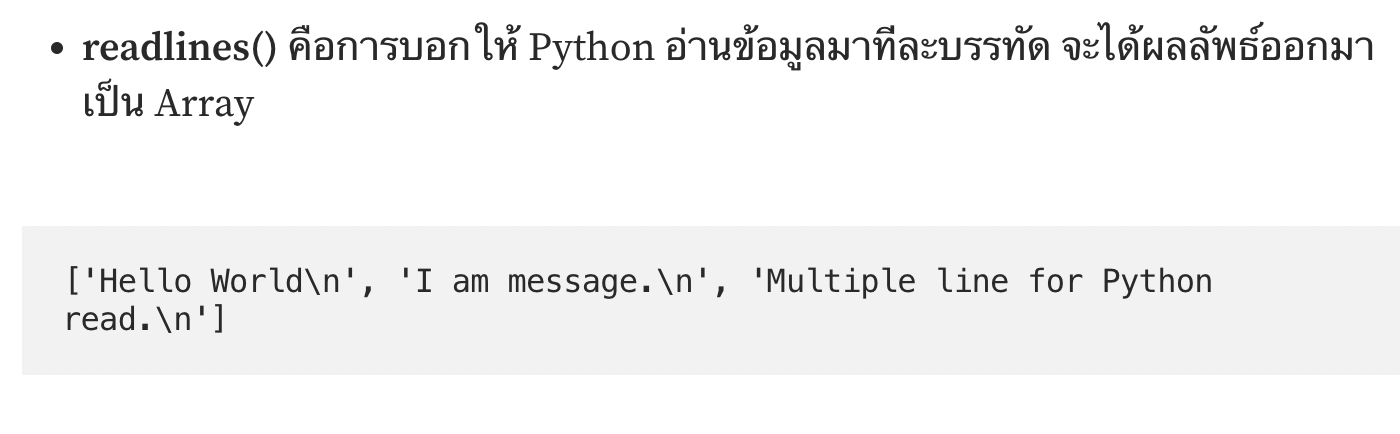 • readlines() คือการบอกให้ Python อ่านข้อมูลมาทีละบรรทัด จะได้ผลลัพธ์ออกมา
เป็น Array
['Hello World\n', 'I am message.\n', 'Multiple line for Python
read.\n']